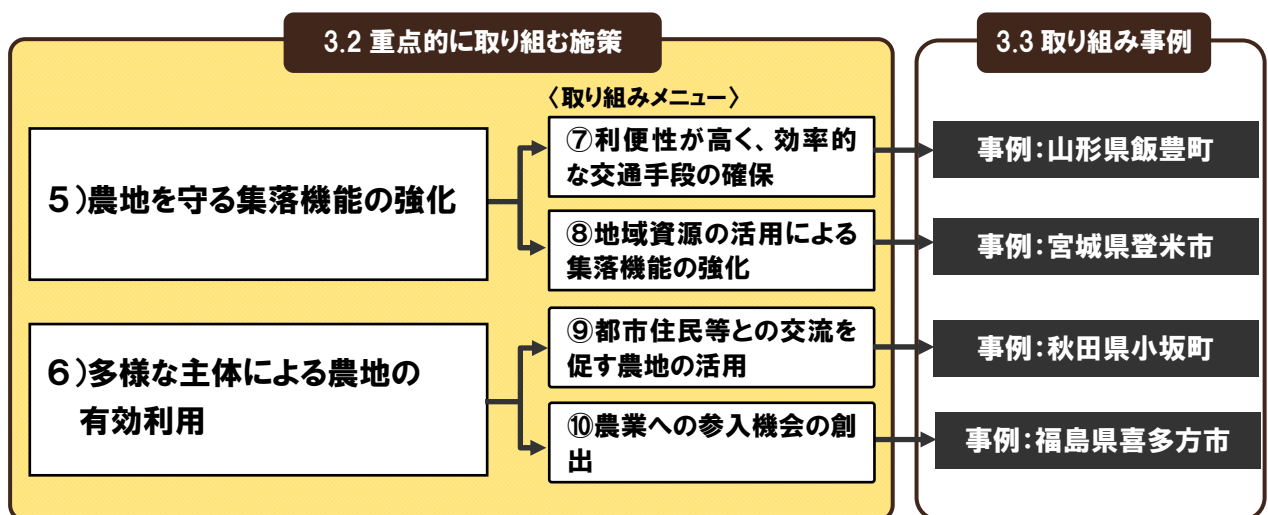 3.2 重点的に取り組む施策
3.3 取り組み事例
〈取り組みメニュー〉
5)農地を守る集落機能の強化
⑦利便性が高く、効率的
な交通手段の確保
事例:山形県飯豊町
⑧地域資源の活用による
集落機能の強化
事例:宮城県登米市
6)多様な主体による農地の
有効利用
⑨都市住民等との交流を
促す農地の活用
事例:秋田県小坂町
⑩農業への参入機会の創
出
事例:福島県喜多方市